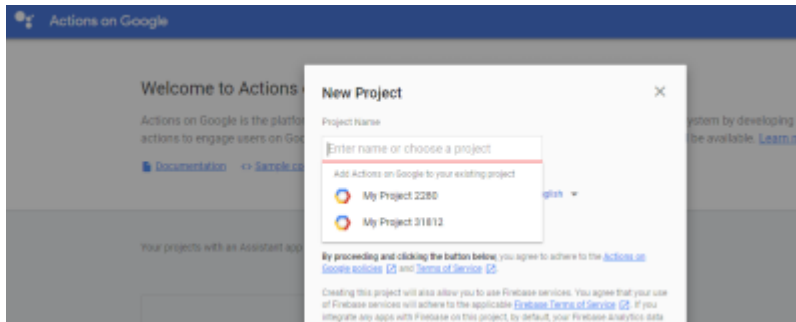 Actions on Google
Welcome to Actions
Actions on Google is the platfo
actions to engage users on Goo
Documentation <> Sample co
Your projects with an Assistant app
New Project
Project Name
Enter name or choose a project
Add Actions on Google to your existing project
My Project 2280
My Project 31812
glish
By proceeding and clicking the button below, you agree to adhere to the Actions on
Google policies and Terms of Service
Creating this project will also allow you to use Firebase services. You agree that your use
of Firebase services will adhere to the applicable Firebase Terms of Service. If you
integrate any apps with Firebase on this project, by default, your Firebase Analytics data
ystem by developing
be available. Learn